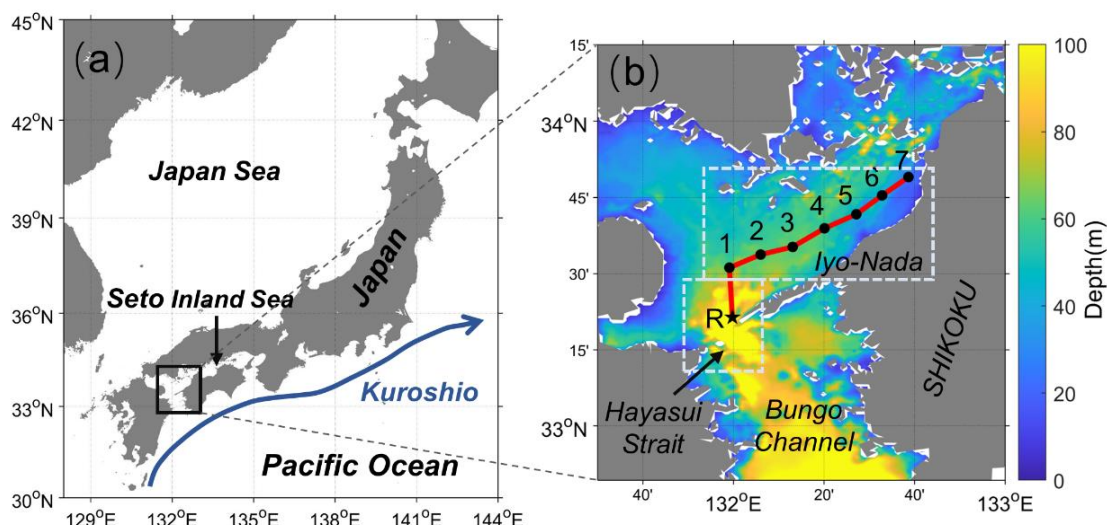 (a)
45°N
42°N
39°N
36°N
33°N
30°N
129°E
132°E
135°E
138°E
141°E
144°E
Japan Sea
Japan
Seto Inland Sea
Kuroshio
Pacific Ocean
(b)
15'
34°N
45'
30'
15'
33°N
40'
132°E
20'
40'
133°E
1
2
3
4
5
6
7
R
Iyo-Nada
SHIKOKU
Hayasui
Strait
Bungo
Channel
100
80
60
40
20
0
Depth(m)